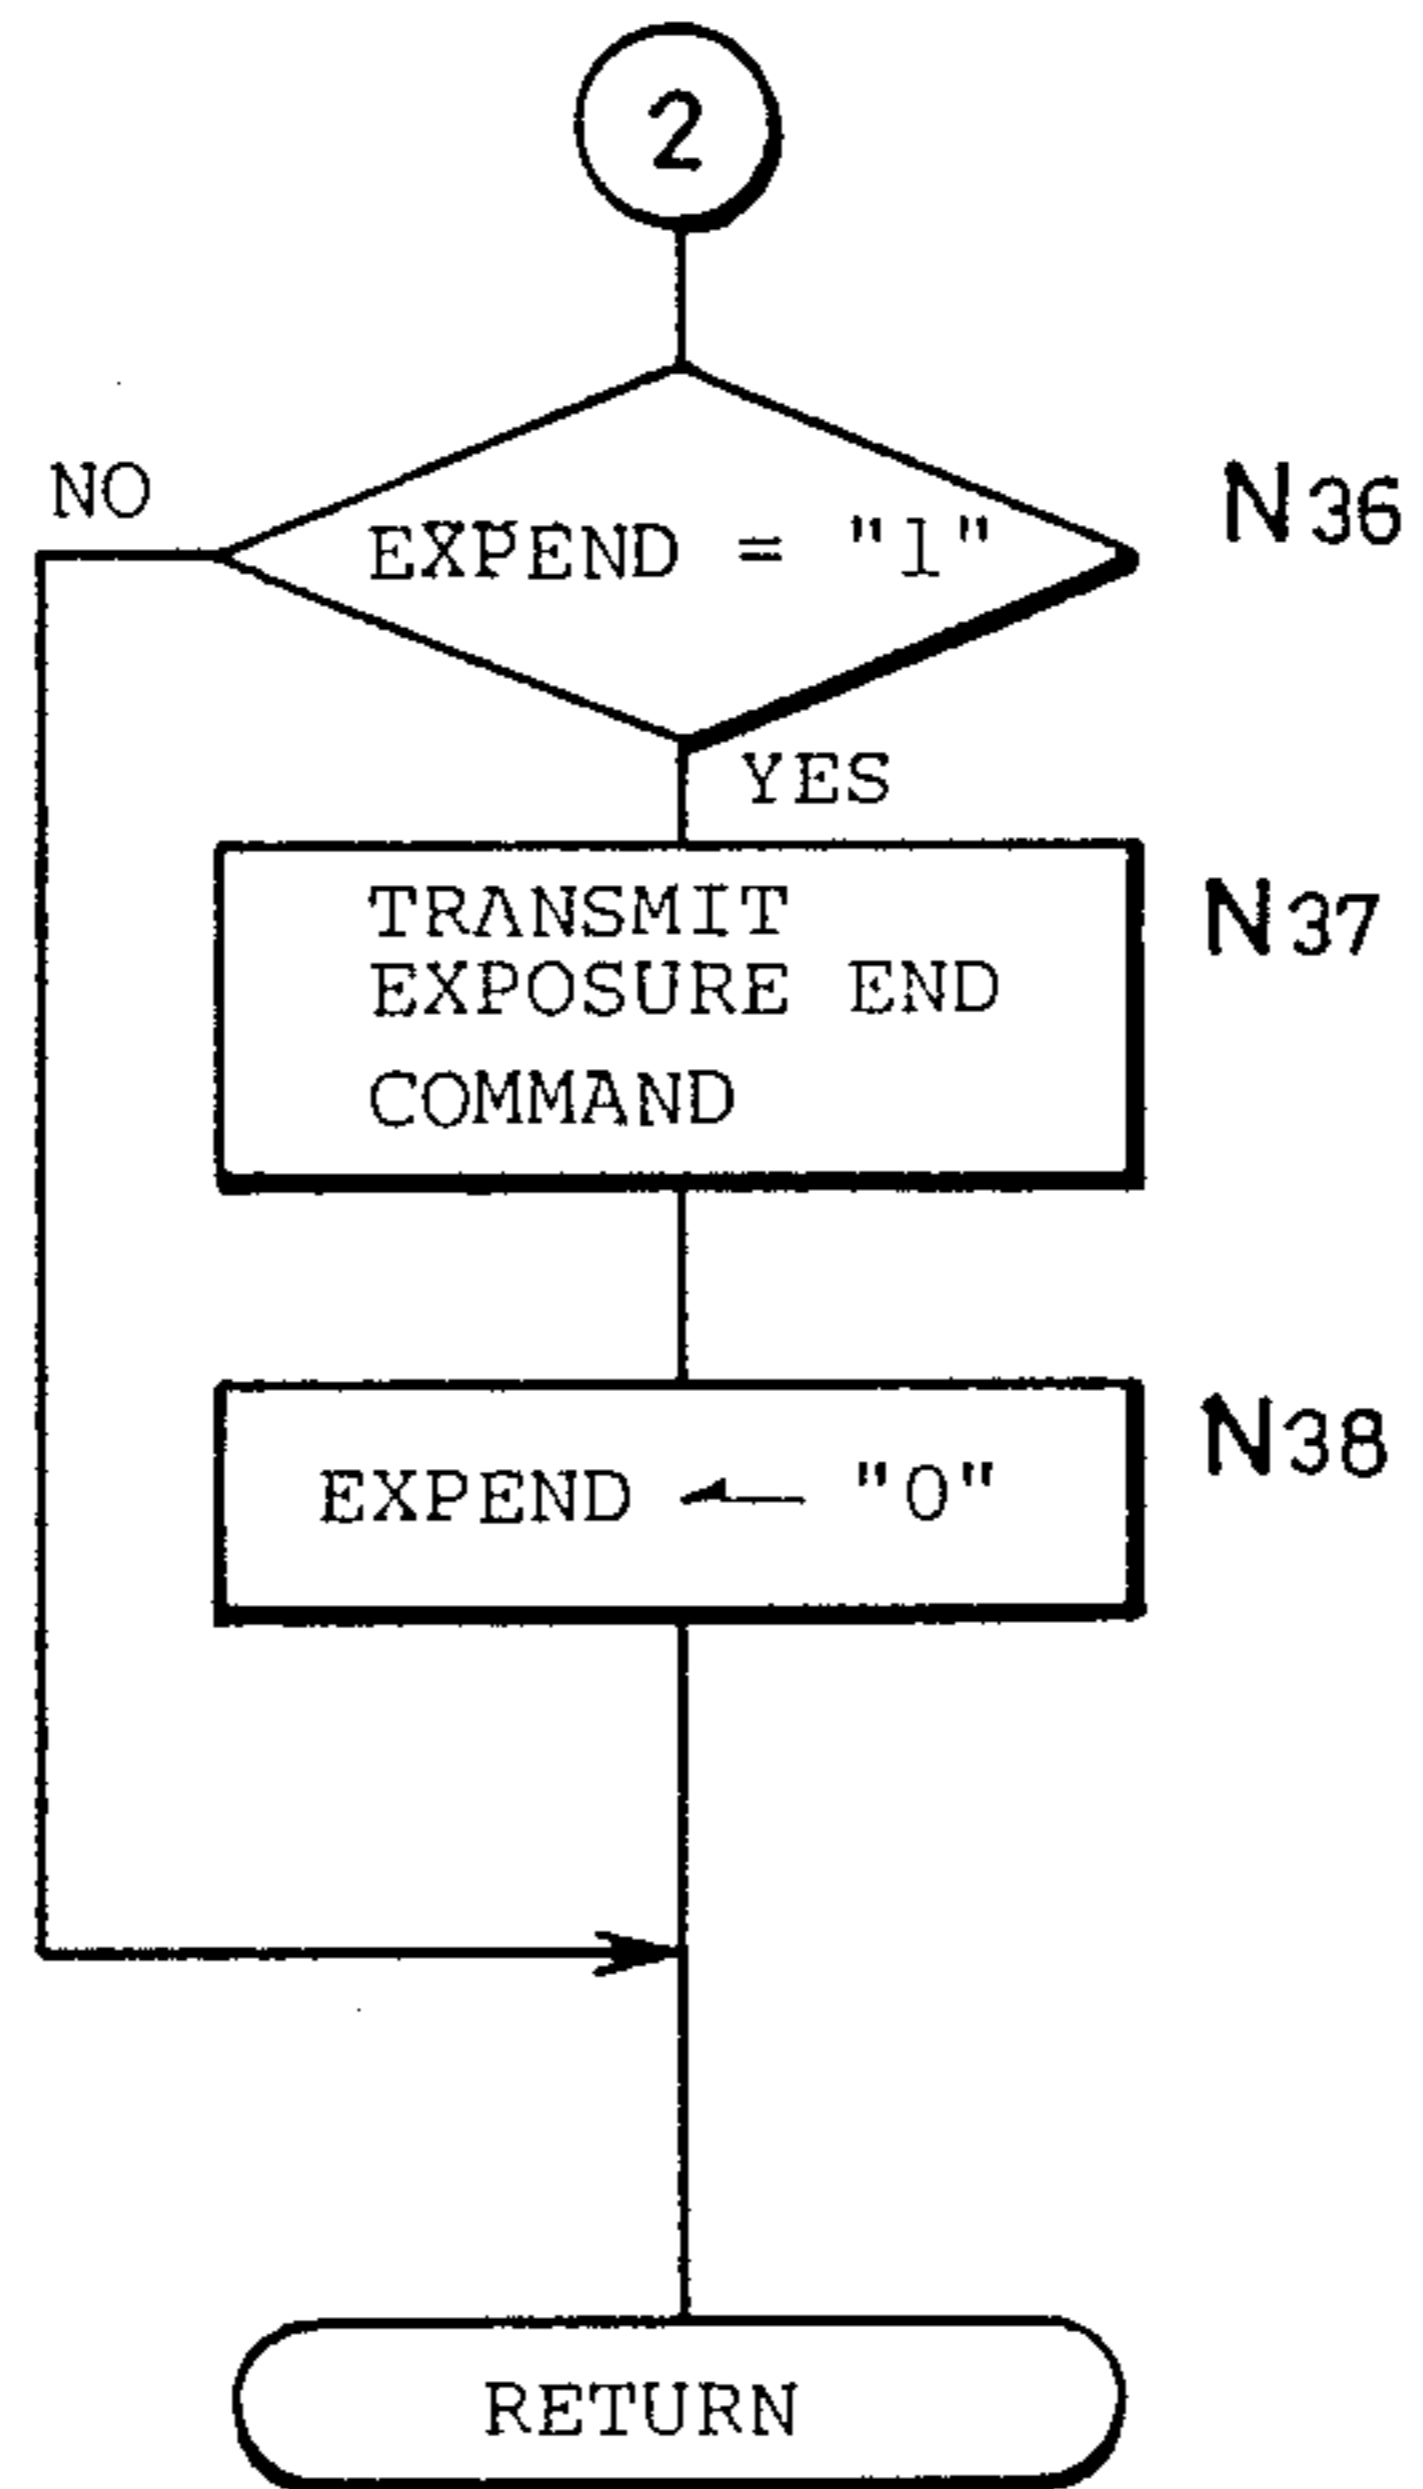 2
NO
EXPEND = "1"
N36
YES
TRANSMIT
EXPOSURE END
COMMAND
N37
EXPEND ← "0"
N38
RETURN